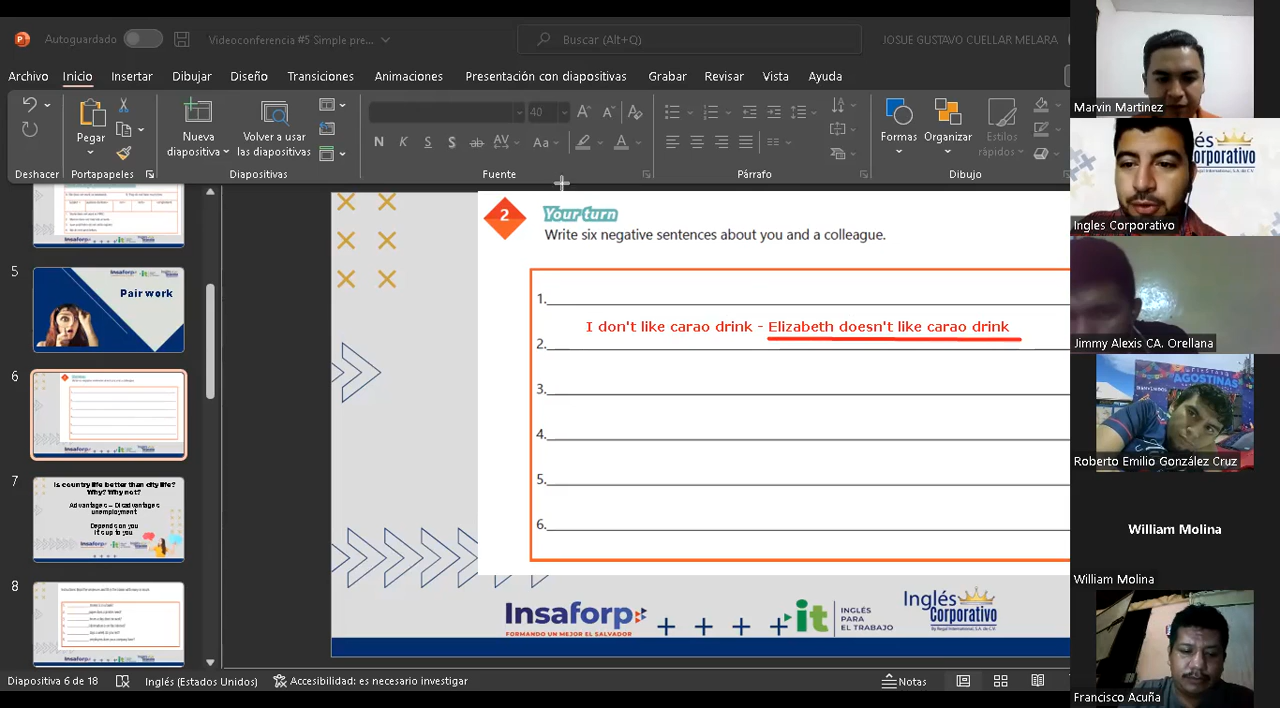 Autoguardado
Videoconferencia #5 Simple pre...
Buscar (Alt+Q)
JOSUE GUSTAVO CUELLAR MELARA
Archivo Inicio Insertar Dibujar Diseño Transiciones Animaciones Presentación con diapositivas Grabar Revisar Vista Ayuda
Pegar
Nueva diapositiva
Volver a usar las diapositivas
40
N K S S ab AV Aa A
Formas
Organizar
Estilos rápidos
Deshacer Portapapeles Diapositivas Fuente Párrafo Dibujo
5
Pair work
6
7
Is country life better than city life?
Why? Why not?
Advantages – Disadvantages
unemployment
Depends on you
It's up to you
8
2 Your turn
Write six negative sentences about you and a colleague.
1.
I don't like carao drink - Elizabeth doesn't like carao drink
2.
3.
4.
5.
6.
Insaforp
FORMANDO UN MEJOR EL SALVADOR
INGLÉS
PARA
EL TRABAJO
Inglés
Corporativo
Diapositiva 6 de 18
Inglés (Estados Unidos)
Accesibilidad: es necesario investigar
Notas
Marvin Martinez
Ingles Corporativo
Jimmy Alexis CA. Orellana
Roberto Emilio González Cruz
William Molina
William Molina
Francisco Acuña